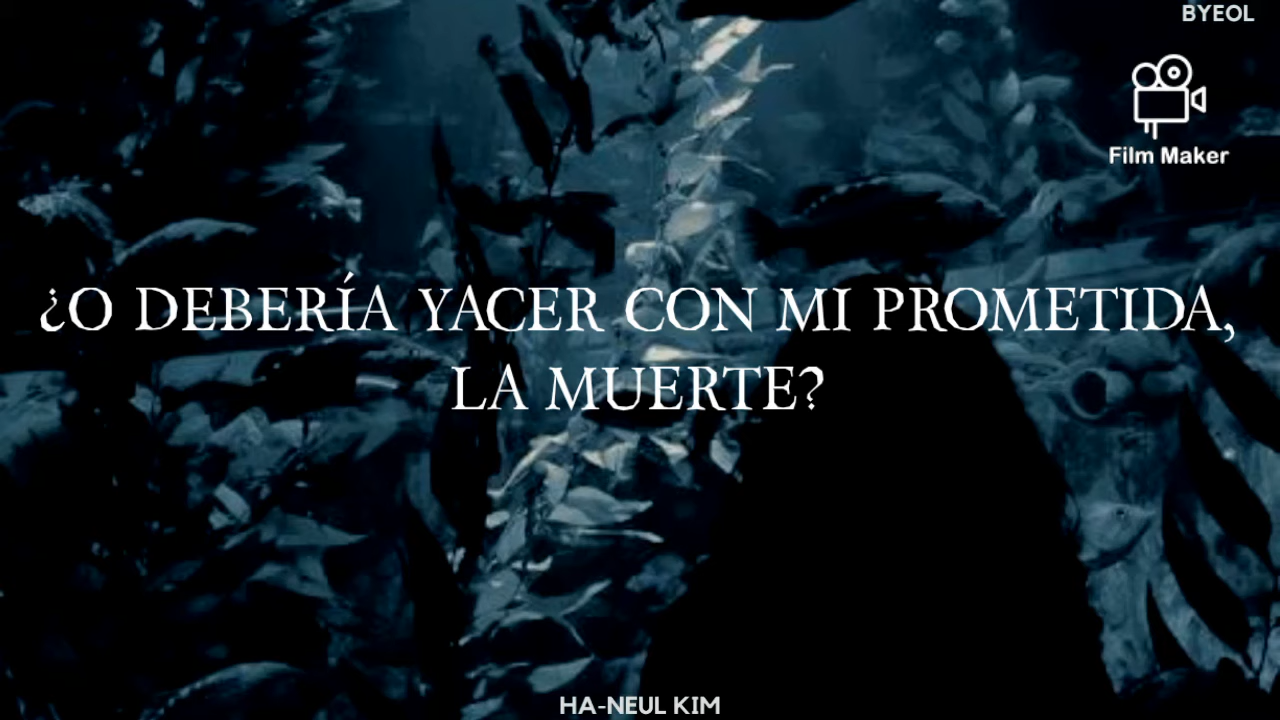 BYEOL
Film Maker
¿O DEBERÍA YACER CON MI PROMETIDA,
LA MUERTE?
HA-NEUL KIM